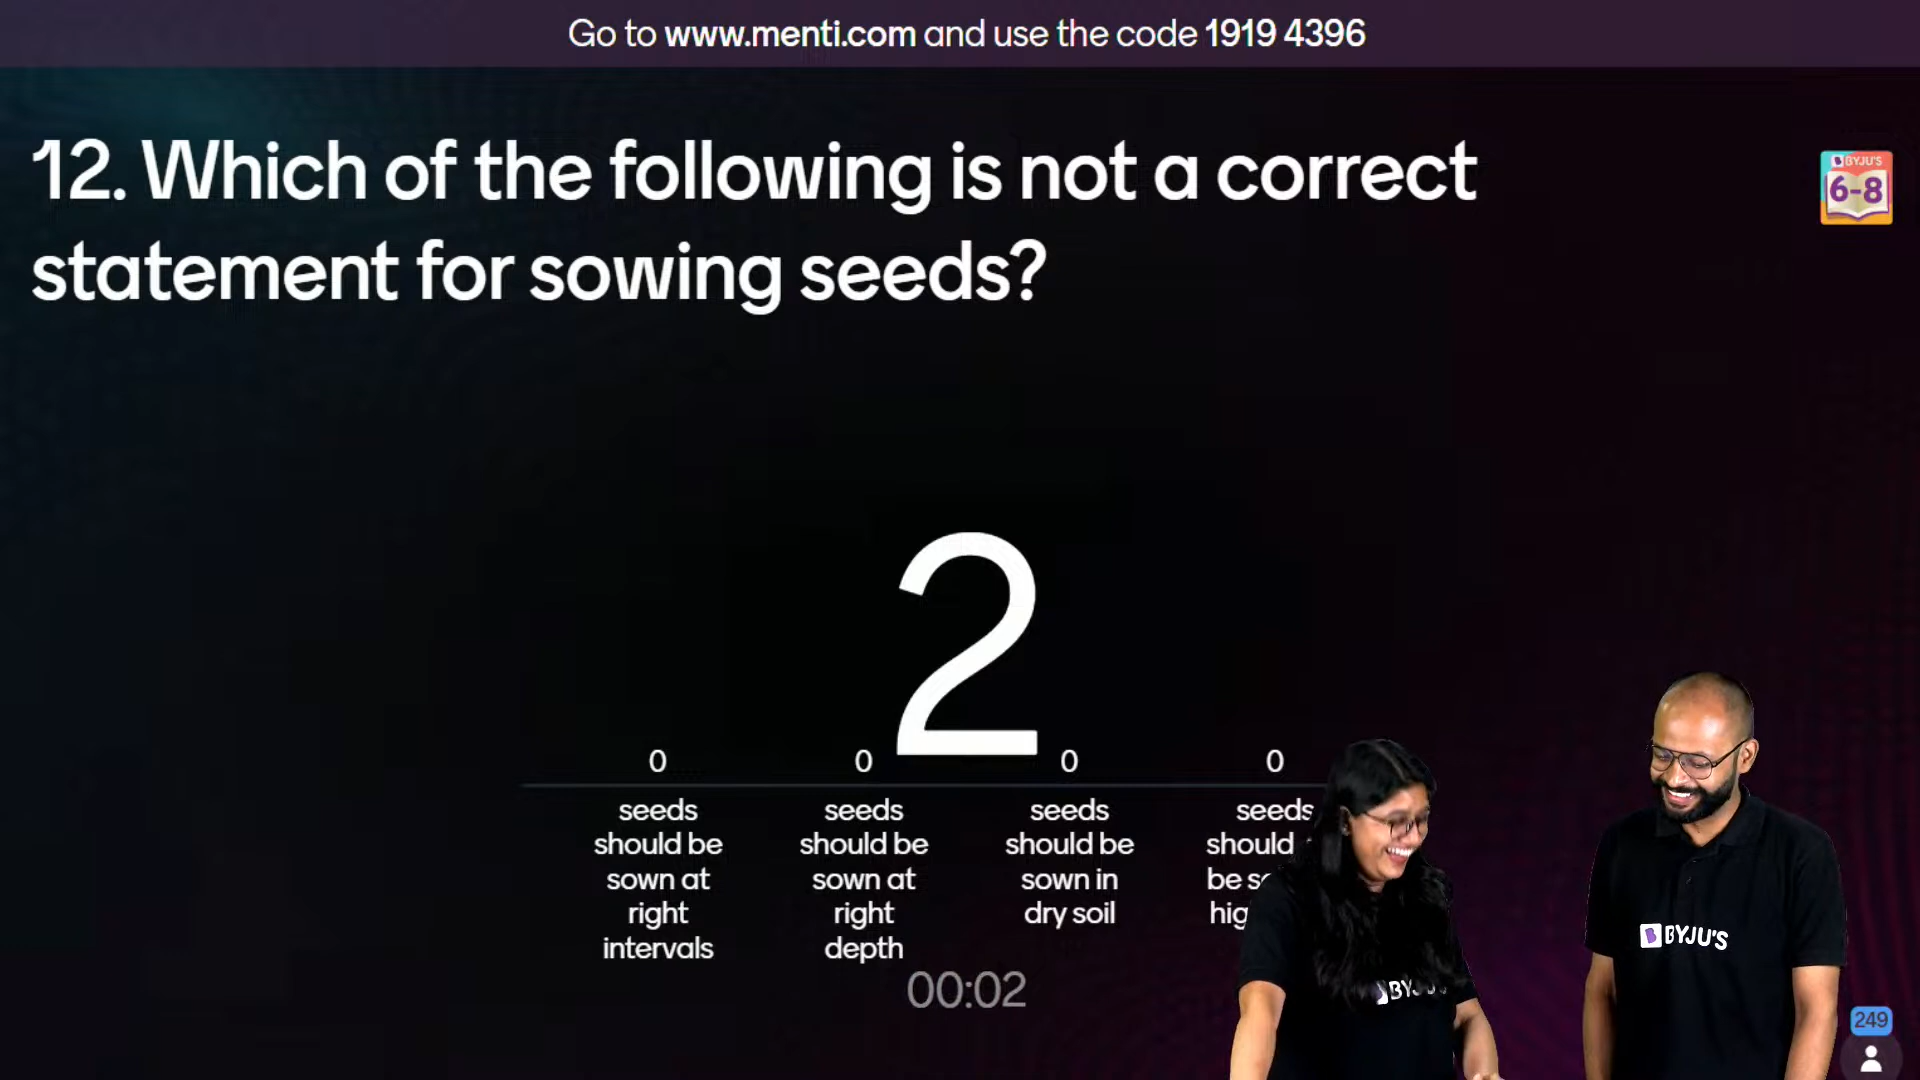 Go to www.menti.com and use the code 1919 4396
12. Which of the following is not a correct
statement for sowing seeds?
BYJU'S
6-8
2
0 0 0 0
seeds
should be
sown at
right
intervals
seeds
should be
sown at
right
depth
seeds
should be
sown in
dry soil
seeds
should
be
00:02
BYJU'S
249